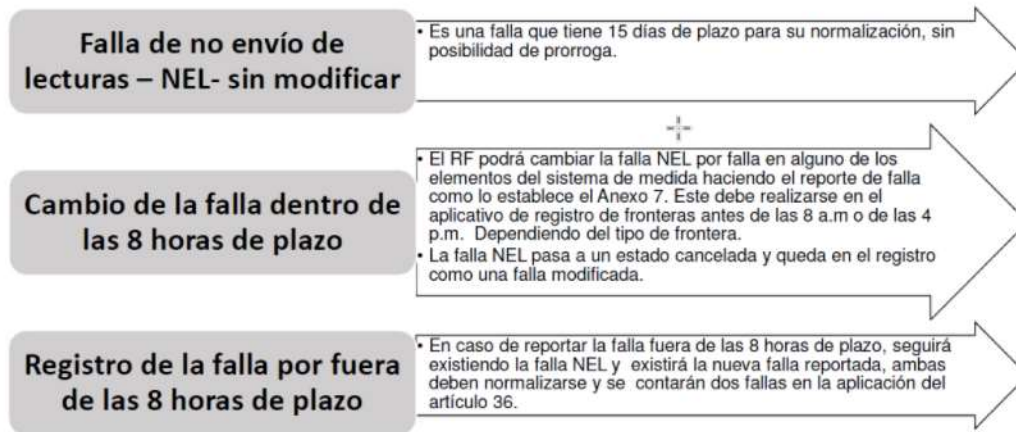 Falla de no envío de
lecturas – NEL- sin modificar
• Es una falla que tiene 15 días de plazo para su normalización, sin
posibilidad de prorroga.
Cambio de la falla dentro de
las 8 horas de plazo
• El RF podrá cambiar la falla NEL por falla en alguno de los
elementos del sistema de medida haciendo el reporte de falla
como lo establece el Anexo 7. Este debe realizarse en el
aplicativo de registro de fronteras antes de las 8 a.m o de las 4
p.m. Dependiendo del tipo de frontera.
• La falla NEL pasa a un estado cancelada y queda en el registro
como una falla modificada.
Registro de la falla por fuera
de las 8 horas de plazo
• En caso de reportar la falla fuera de las 8 horas de plazo, seguirá
existiendo la falla NEL y existirá la nueva falla reportada, ambas
deben normalizarse y se contarán dos fallas en la aplicación del
artículo 36.